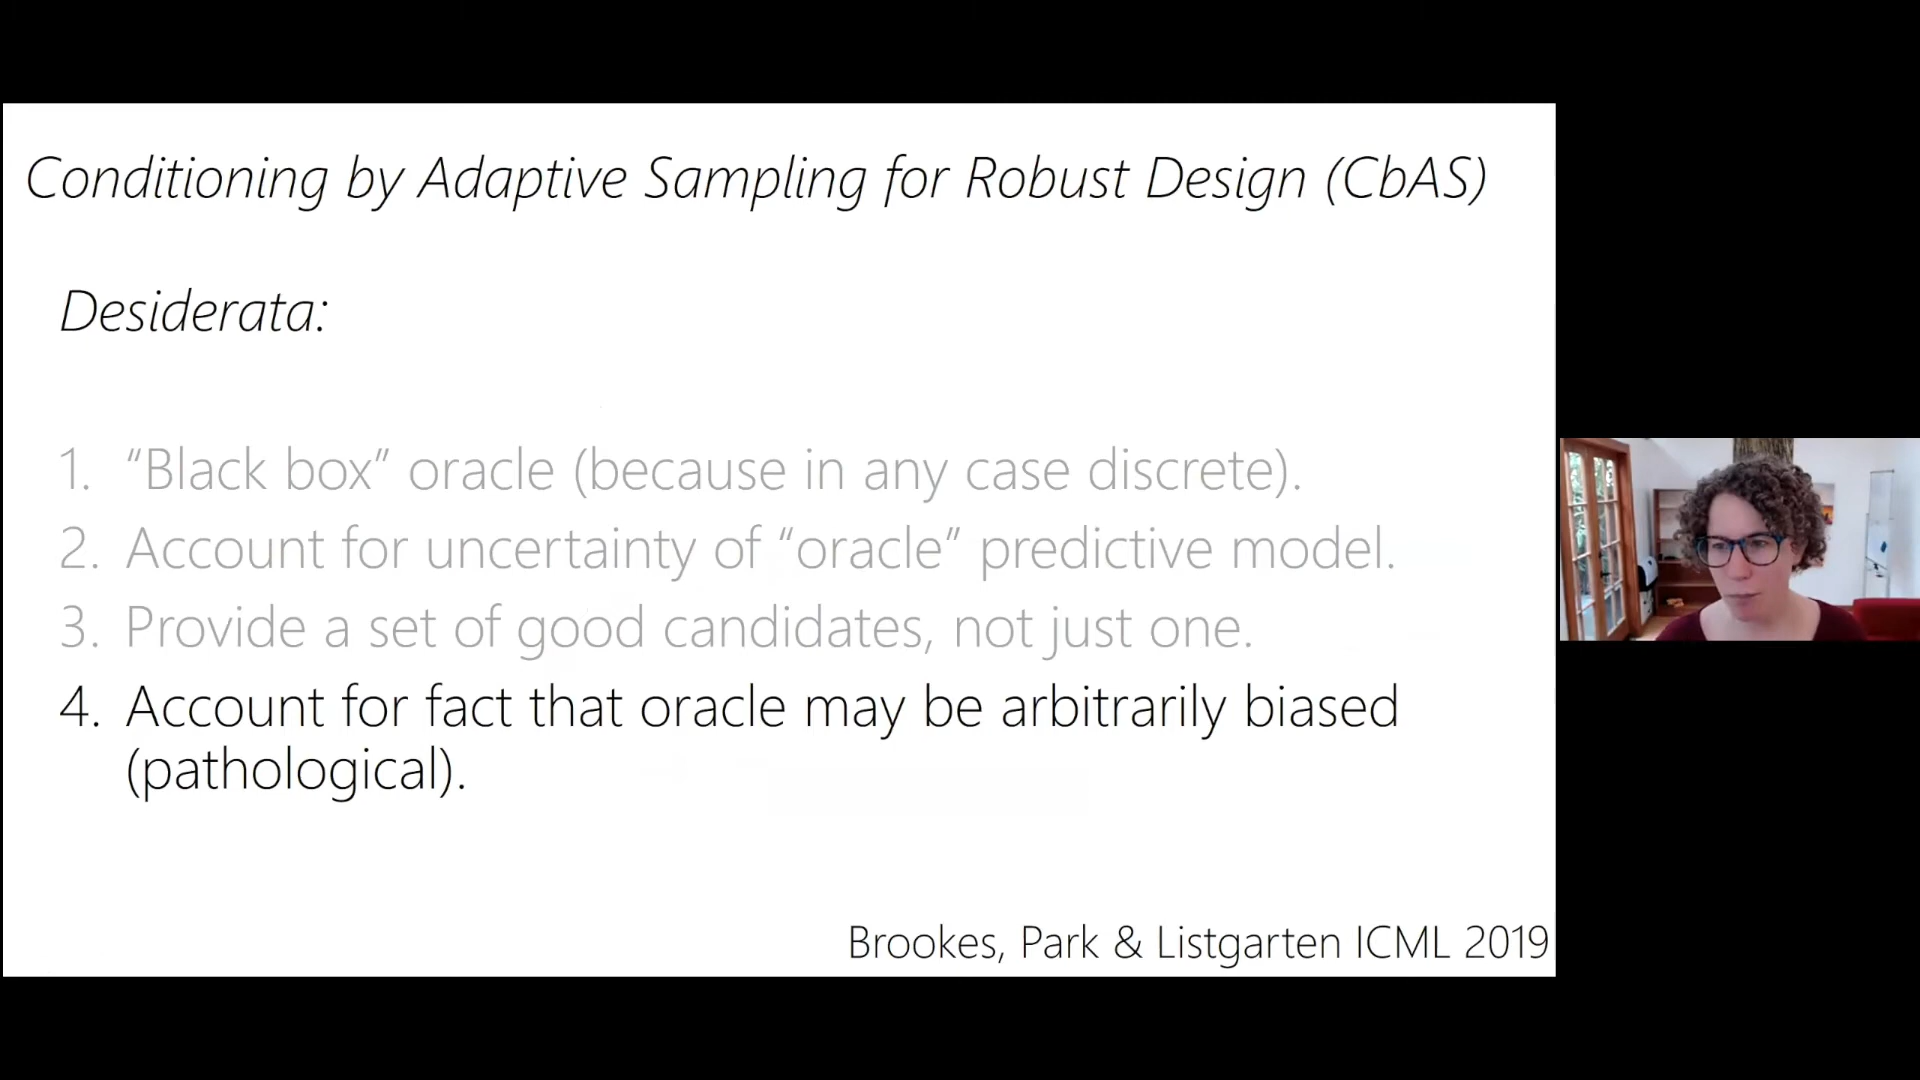 Conditioning by Adaptive Sampling for Robust Design (CbAS)
Desiderata:
1. “Black box” oracle (because in any case discrete).
2. Account for uncertainty of “oracle” predictive model.
3. Provide a set of good candidates, not just one.
4. Account for fact that oracle may be arbitrarily biased
(pathological).
Brookes, Park & Listgarten ICML 2019